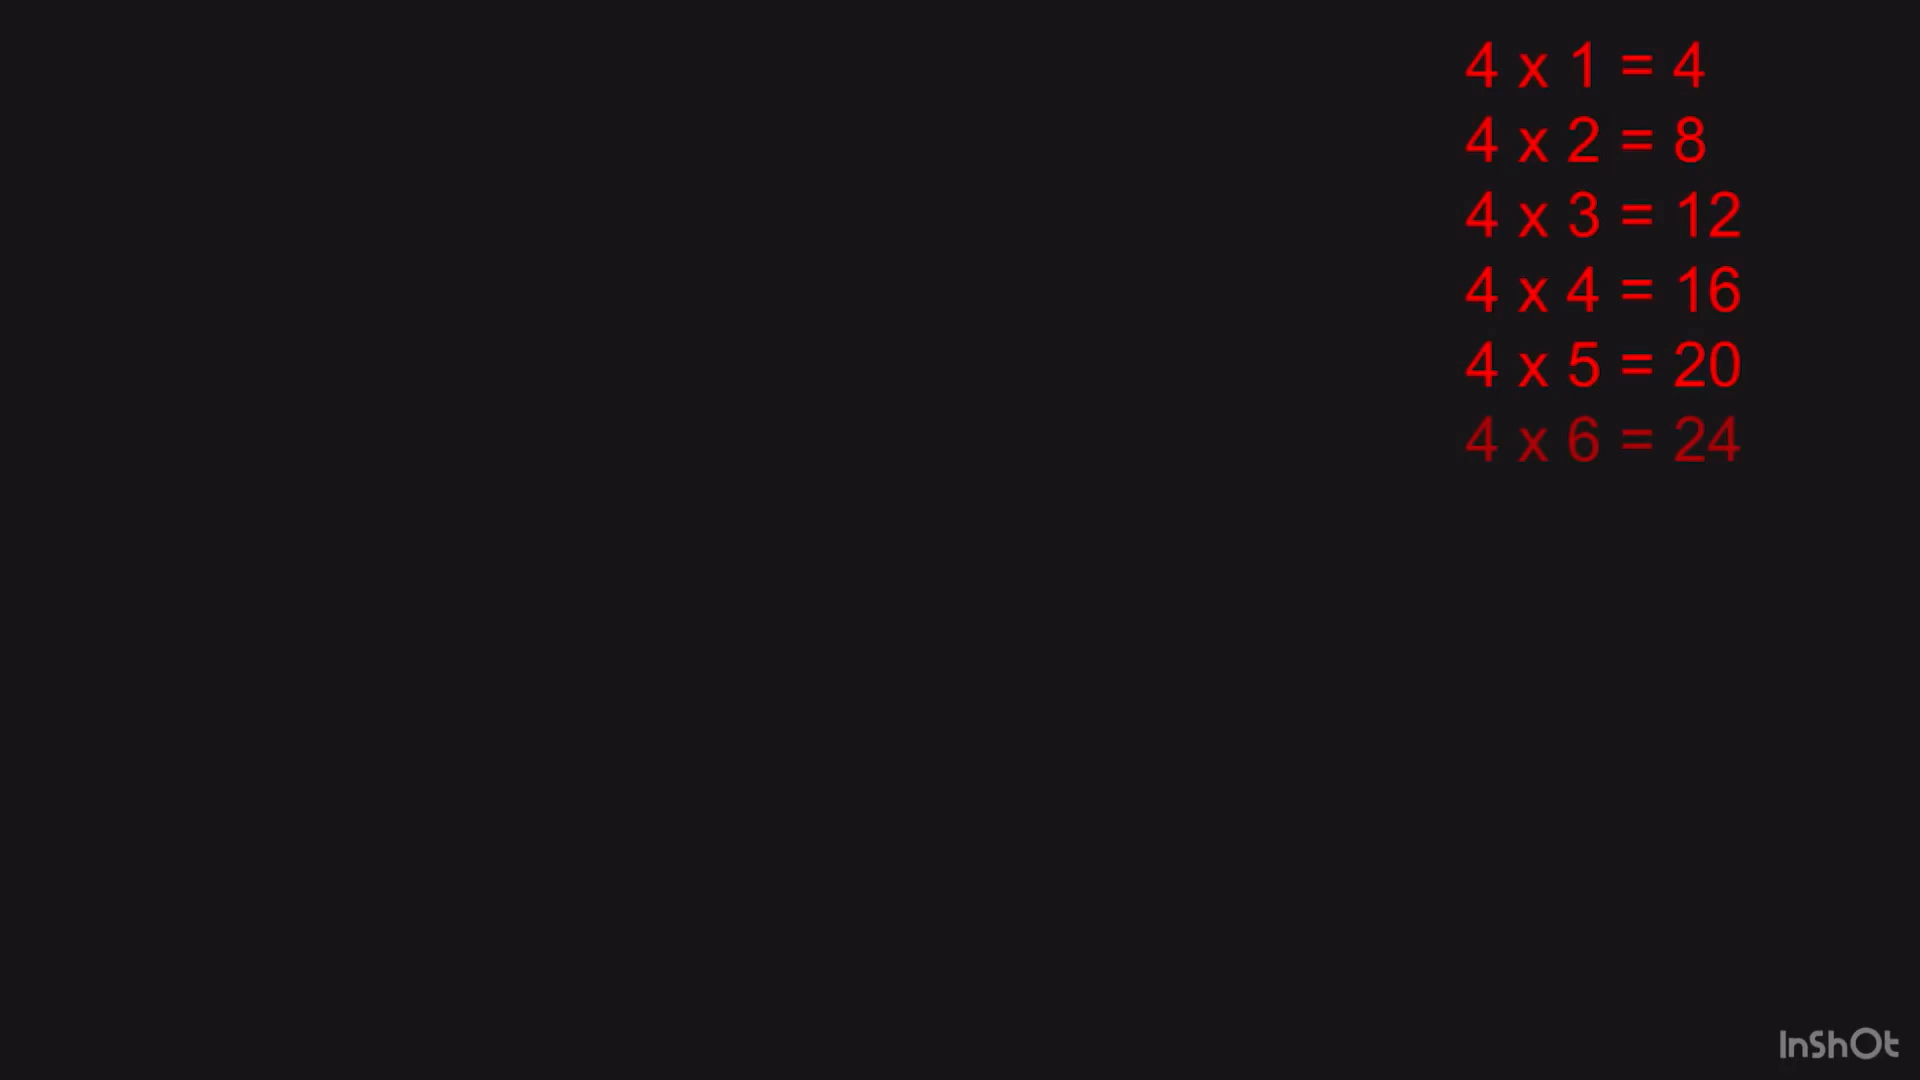 4 x 1 = 4
4 x 2 = 8
4 x 3 = 12
4 x 4 = 16
4 x 5 = 20
4 x 6 = 24
InShOt